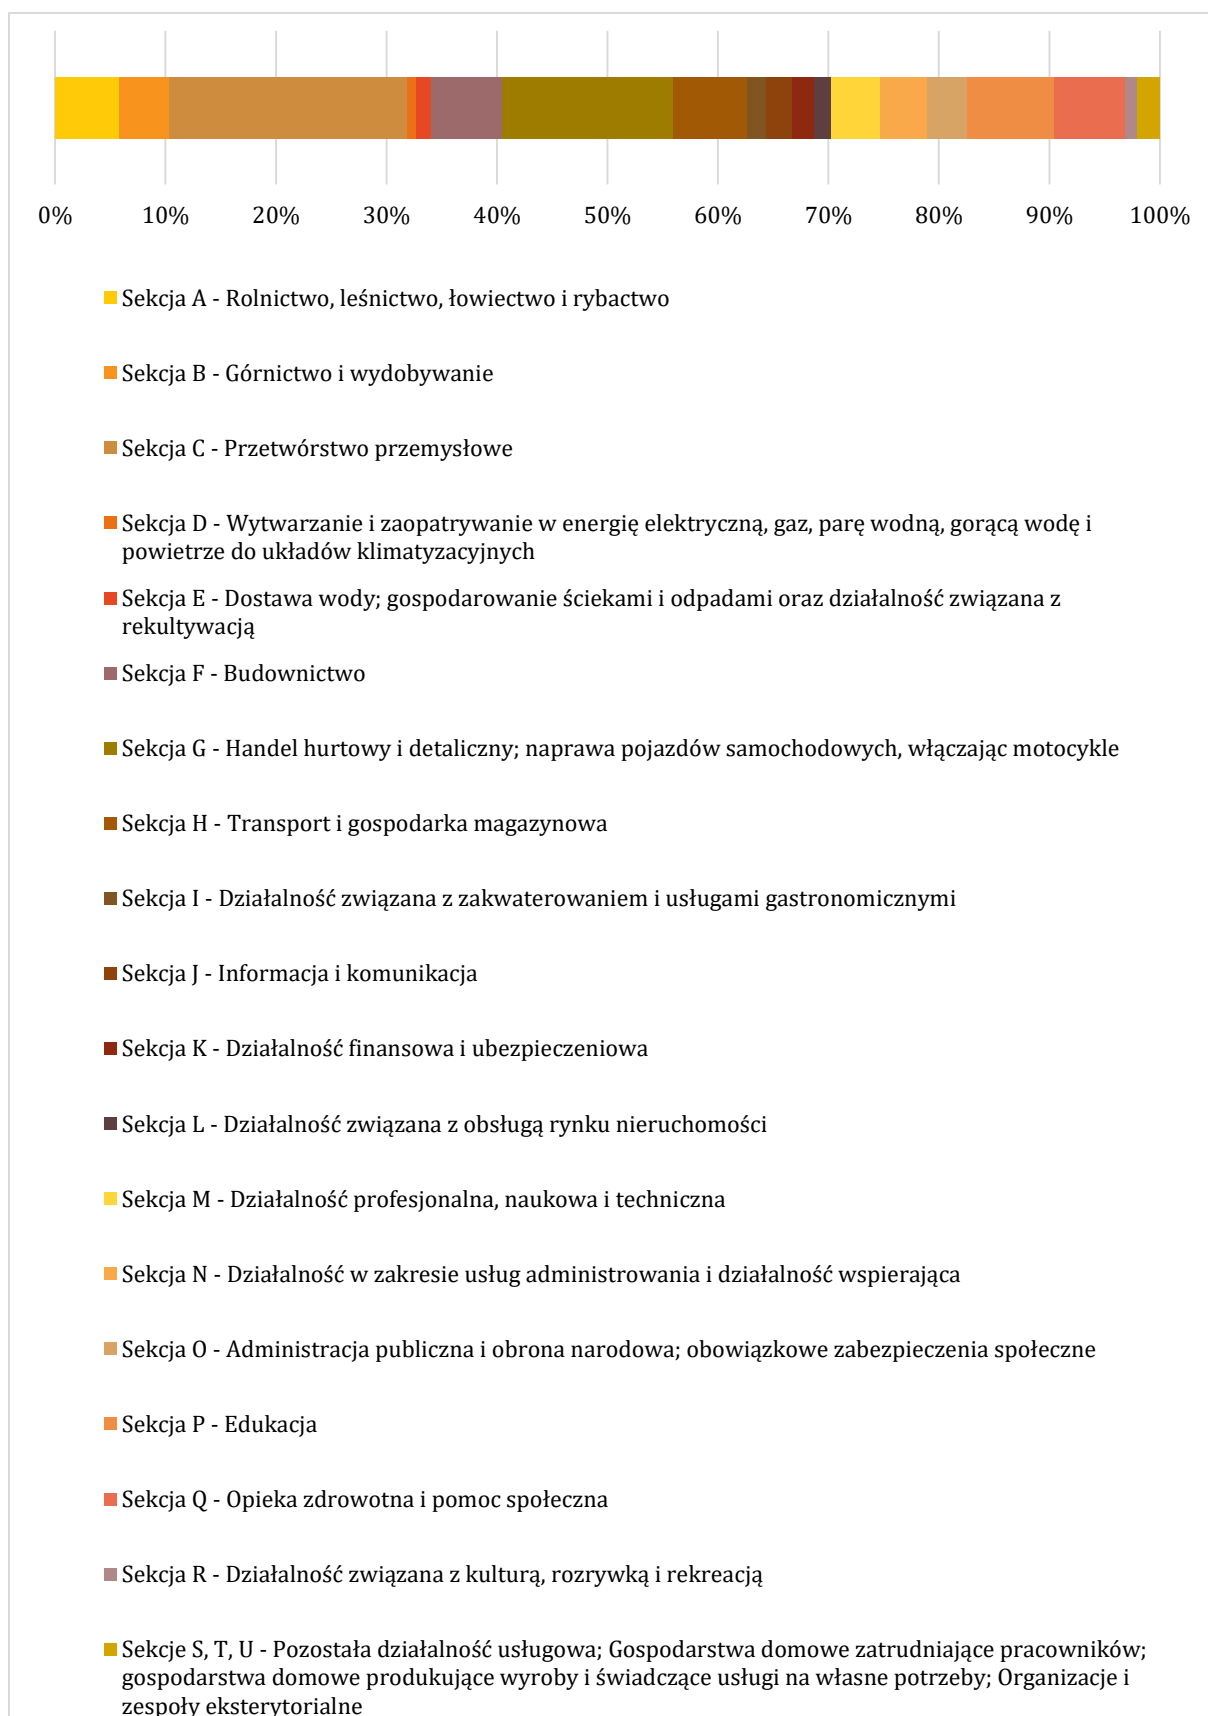 0% 10% 20% 30% 40% 50% 60% 70% 80% 90% 100%
Sekcja A - Rolnictwo, leśnictwo, łowiectwo i rybactwo
Sekcja B - Górnictwo i wydobywanie
Sekcja C - Przetwórstwo przemysłowe
Sekcja D - Wytwarzanie i zaopatrywanie w energię elektryczną, gaz, parę wodną, gorącą wodę i
powietrze do układów klimatyzacyjnych
Sekcja E - Dostawa wody; gospodarowanie ściekami i odpadami oraz działalność związana z
rekultywacją
Sekcja F - Budownictwo
Sekcja G - Handel hurtowy i detaliczny; naprawa pojazdów samochodowych, włączając motocykle
Sekcja H - Transport i gospodarka magazynowa
Sekcja I - Działalność związana z zakwaterowaniem i usługami gastronomicznymi
Sekcja J - Informacja i komunikacja
Sekcja K - Działalność finansowa i ubezpieczeniowa
Sekcja L - Działalność związana z obsługą rynku nieruchomości
Sekcja M - Działalność profesjonalna, naukowa i techniczna
Sekcja N - Działalność w zakresie usług administrowania i działalność wspierająca
Sekcja O - Administracja publiczna i obrona narodowa; obowiązkowe zabezpieczenia społeczne
Sekcja P - Edukacja
Sekcja Q - Opieka zdrowotna i pomoc społeczna
Sekcja R - Działalność związana z kulturą, rozrywką i rekreacją
Sekcje S, T, U - Pozostała działalność usługowa; Gospodarstwa domowe zatrudniające pracowników;
gospodarstwa domowe produkujące wyroby i świadczące usługi na własne potrzeby; Organizacje i
zespoły eksterytorialne